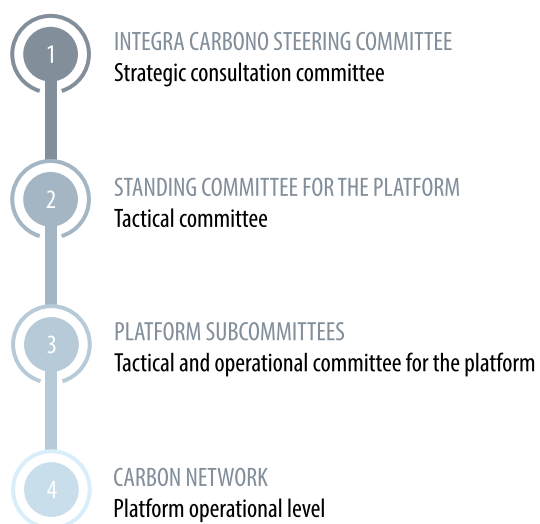 1
INTEGRA CARBONO STEERING COMMITTEE
Strategic consultation committee
2
STANDING COMMITTEE FOR THE PLATFORM
Tactical committee
3
PLATFORM SUBCOMMITTEES
Tactical and operational committee for the platform
4
CARBON NETWORK
Platform operational level